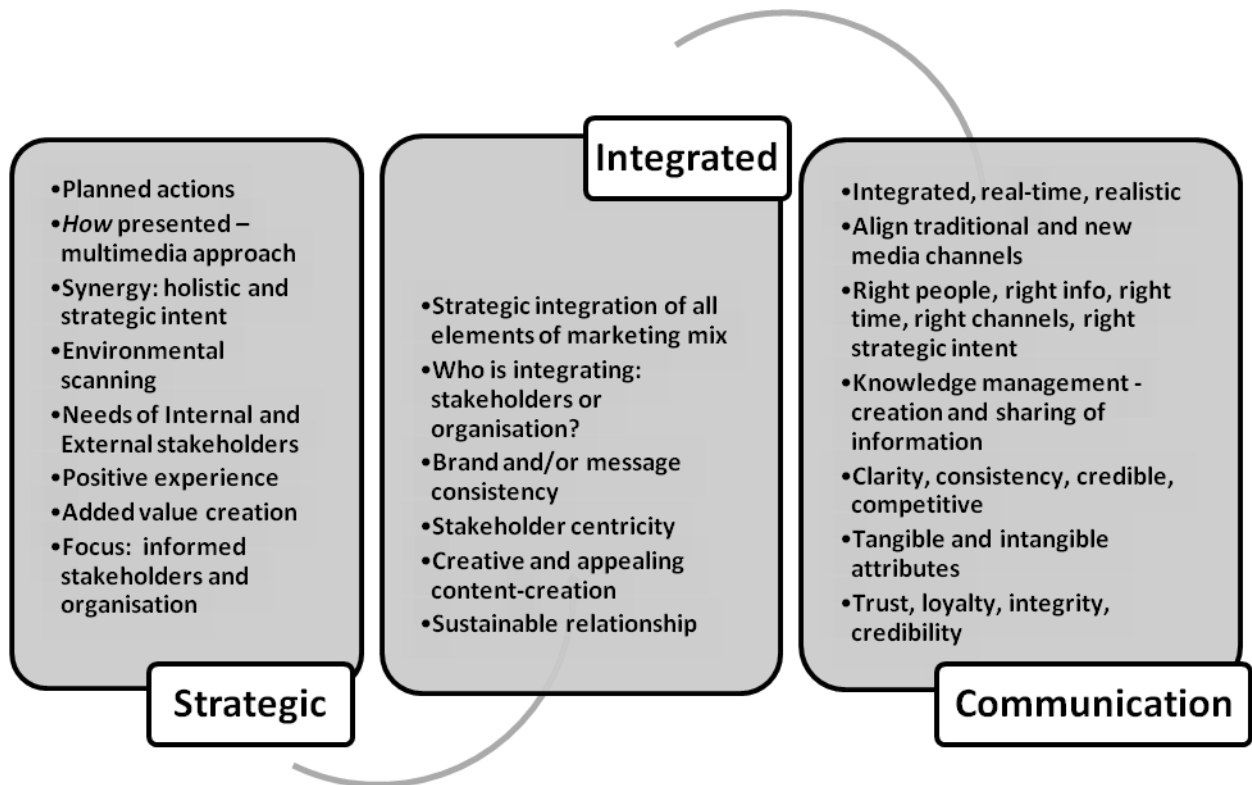 •Planned actions
•How presented –
multimedia approach
•Synergy: holistic and
strategic intent
•Environmental
scanning
•Needs of Internal and
External stakeholders
•Positive experience
•Added value creation
•Focus: informed
stakeholders and
organisation
Strategic
Integrated
•Strategic integration of all
elements of marketing mix
•Who is integrating:
stakeholders or
organisation?
•Brand and/or message
consistency
•Stakeholder centricity
•Creative and appealing
content-creation
•Sustainable relationship
•Integrated, real-time, realistic
•Align traditional and new
media channels
•Right people, right info, right
time, right channels, right
strategic intent
•Knowledge management -
creation and sharing of
information
•Clarity, consistency, credible,
competitive
•Tangible and intangible
attributes
•Trust, loyalty, integrity,
credibility
Communication